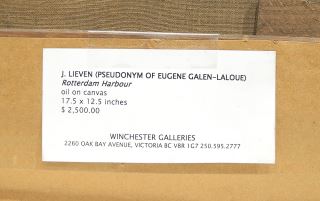 J. LIEVEN (PSEUDONYM OF EUGENE GALEN-LALOUE)
Rotterdam Harbour
oil on canvas
17.5 x 12.5 inches
$ 2,500.00
WINCHESTER GALLERIES
2260 OAK BAY AVENUE, VICTORIA BC V8R 1G7 250.595.2777